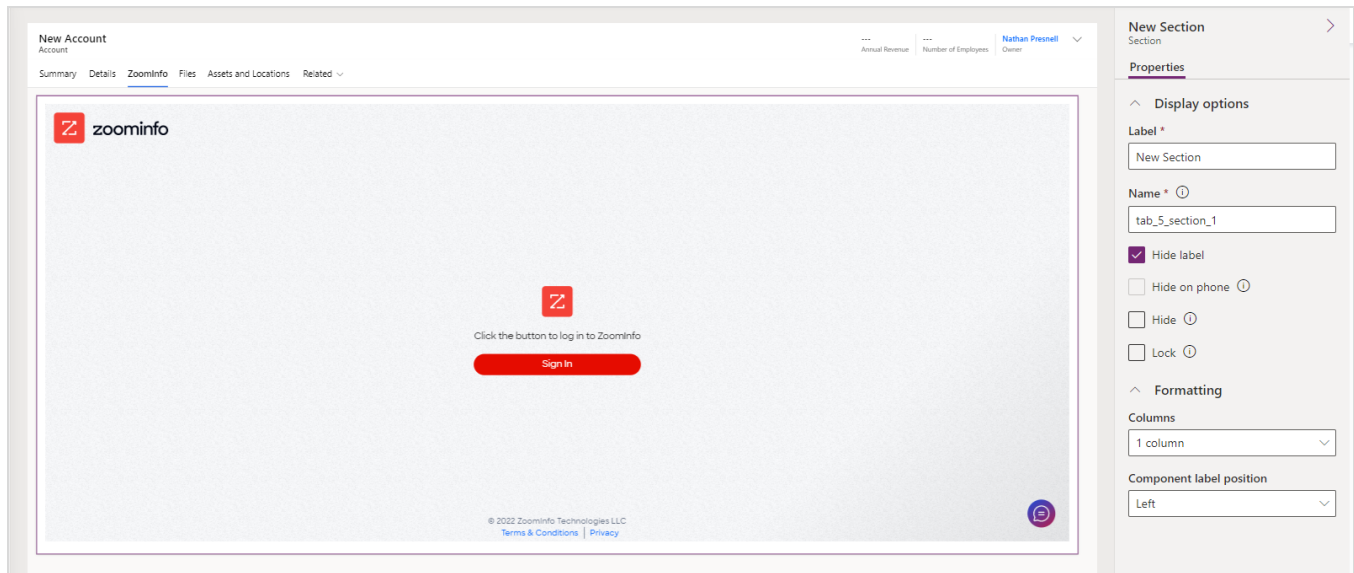 New Account
Account
--- Annual Revenue
--- Number of Employees
Nathan Presnell
Owner
Summary Details ZoomInfo Files Assets and Locations Related
zoominfo
Click the button to log in to ZoomInfo
Sign In
© 2022 ZoomInfo Technologies LLC
Terms & Conditions | Privacy
New Section
Section
Properties
Display options
Label *
New Section
Name *
tab_5_section_1
Hide label
Hide on phone
Hide
Lock
Formatting
Columns
1 column
Component label position
Left